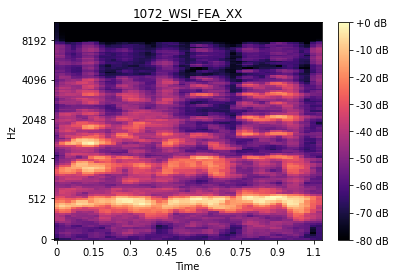 1072_WSI_FEA_XX
Hz
8192
4096
2048
1024
512
0
0
0.15
0.3
0.45
0.6
0.75
0.9
1.1
Time
+0 dB
-10 dB
-20 dB
-30 dB
-40 dB
-50 dB
-60 dB
-70 dB
-80 dB